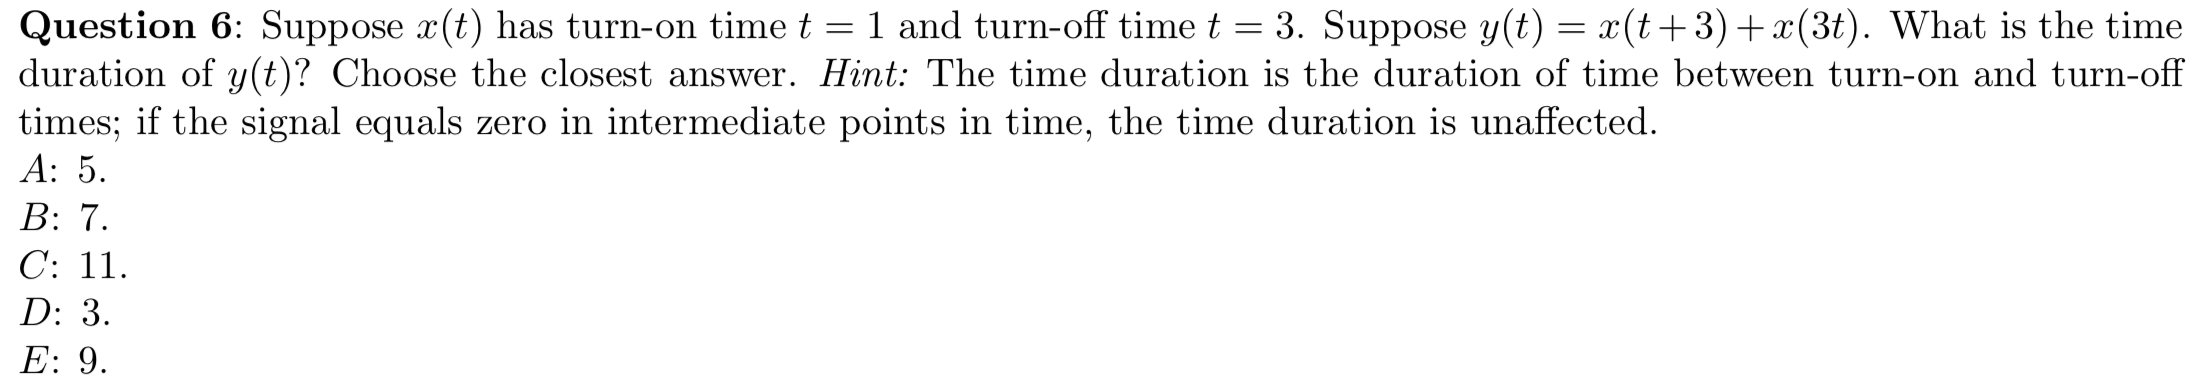 Question 6: Suppose x(t) has turn-on time t = 1 and turn-off time t = 3. Suppose y(t) = x(t+3)+x(3t). What is the time
duration of y(t)? Choose the closest answer. Hint: The time duration is the duration of time between turn-on and turn-off
times; if the signal equals zero in intermediate points in time, the time duration is unaffected.
A: 5.
B: 7.
C: 11.
D: 3.
E: 9.